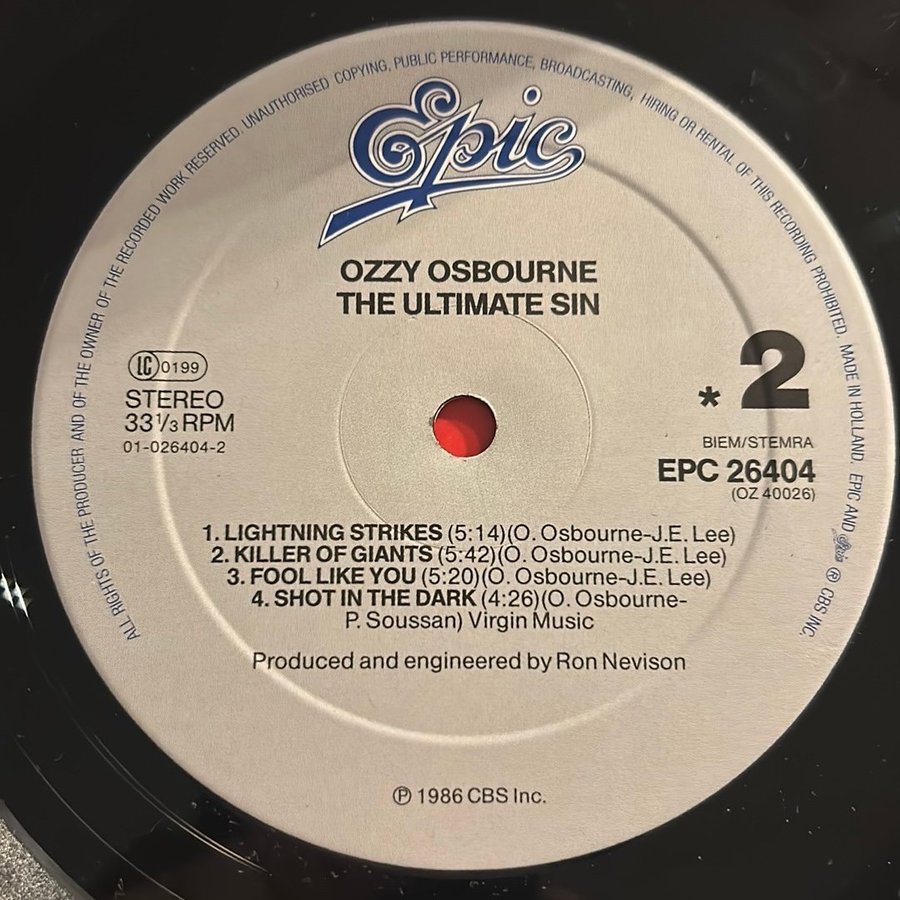 ALL RIGHTS OF THE PRODUCER AND OF THE OWNER OF THE RECORDED WORK RESERVED. UNAUTHORISED COPYING, PUBLIC PERFORMANCE, BROADCASTING, HIRING OR RENTAL OF THIS RECORDING PROHIBITED. MADE IN HOLLAND. EPIC AND Epic ® CBS INC.
Epic
OZZY OSBOURNE
THE ULTIMATE SIN
LC 0199
STEREO
33 1/3 RPM
01-026404-2
* 2
BIEM/STEMRA
EPC 26404
(OZ 40026)
1. LIGHTNING STRIKES (5:14)(O. Osbourne-J.E. Lee)
2. KILLER OF GIANTS (5:42)(O. Osbourne-J.E. Lee)
3. FOOL LIKE YOU (5:20)(O. Osbourne-J.E. Lee)
4. SHOT IN THE DARK (4:26)(O. Osbourne-
P. Soussan) Virgin Music
Produced and engineered by Ron Nevison
℗ 1986 CBS Inc.